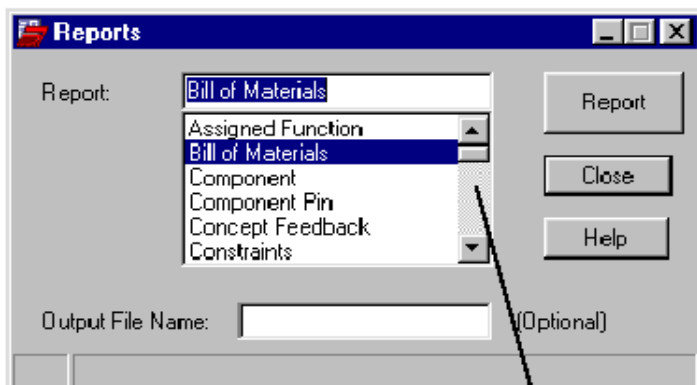 Reports
Report:
Bill of Materials
Report
Assigned Function
Bill of Materials
Component
Component Pin
Concept Feedback
Constraints
Close
Help
Output File Name:
(Optional)